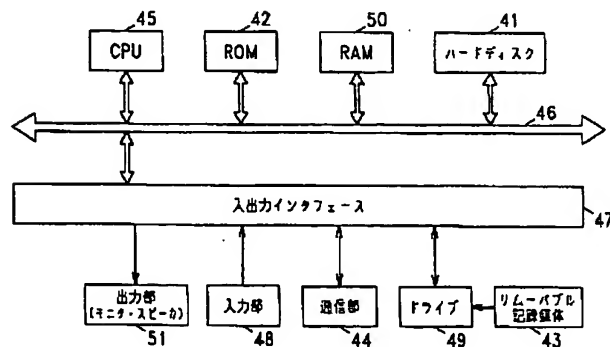 45
42
50
41
CPU
ROM
RAM
ハードディスク
46
入出力インタフェース
47
出力部
(モニタ・スピーカ)
入力部
通信部
ドライブ
リムーバブル
記録媒体
51
48
44
49
43